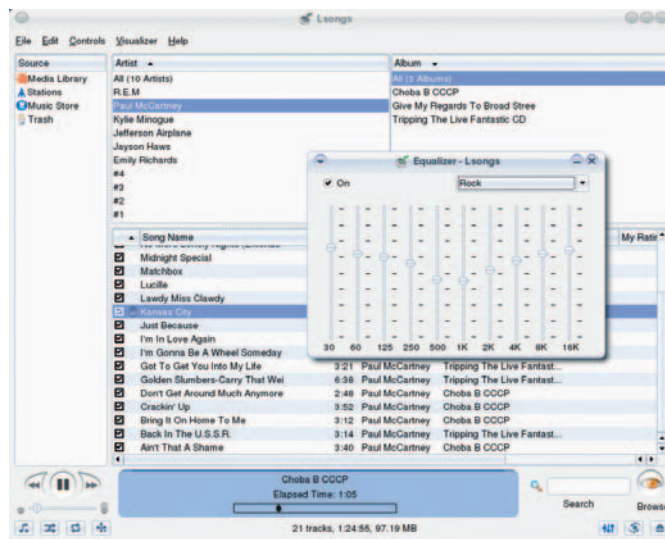 Lsongs
File Edit Controls Visualizer Help
Source
Media Library
Stations
Music Store
Trash
Artist
All (10 Artists)
R.E.M
Paul McCartney
Kylie Minogue
Jefferson Airplane
Jayson Haws
Emily Richards
#4
#3
#2
#1
Album
All (3 Albums)
Choba B CCCP
Give My Regards To Broad Stree
Tripping The Live Fantastic CD
Equalizer - Lsongs
On Rock
30 60 125 250 500 1K 2K 4K 8K 16K
Song Name My Ratin
Midnight Special
Matchbox
Lucille
Lawdy Miss Clawdy
Kansas City
Just Because
I'm In Love Again
I'm Gonna Be A Wheel Someday
Got To Get You Into My Life 3:21 Paul McCartney Tripping The Live Fantast...
Golden Slumbers-Carry That Wei 6:38 Paul McCartney Tripping The Live Fantast...
Don't Get Around Much Anymore 2:48 Paul McCartney Choba B CCCP
Crackin' Up 3:52 Paul McCartney Choba B CCCP
Bring It On Home To Me 3:12 Paul McCartney Choba B CCCP
Back In The U.S.S.R. 3:14 Paul McCartney Tripping The Live Fantast...
Ain't That A Shame 3:40 Paul McCartney Choba B CCCP
Choba B CCCP
Elapsed Time: 1:05
Search
Browse
21 tracks, 1:24:55, 97.19 MB